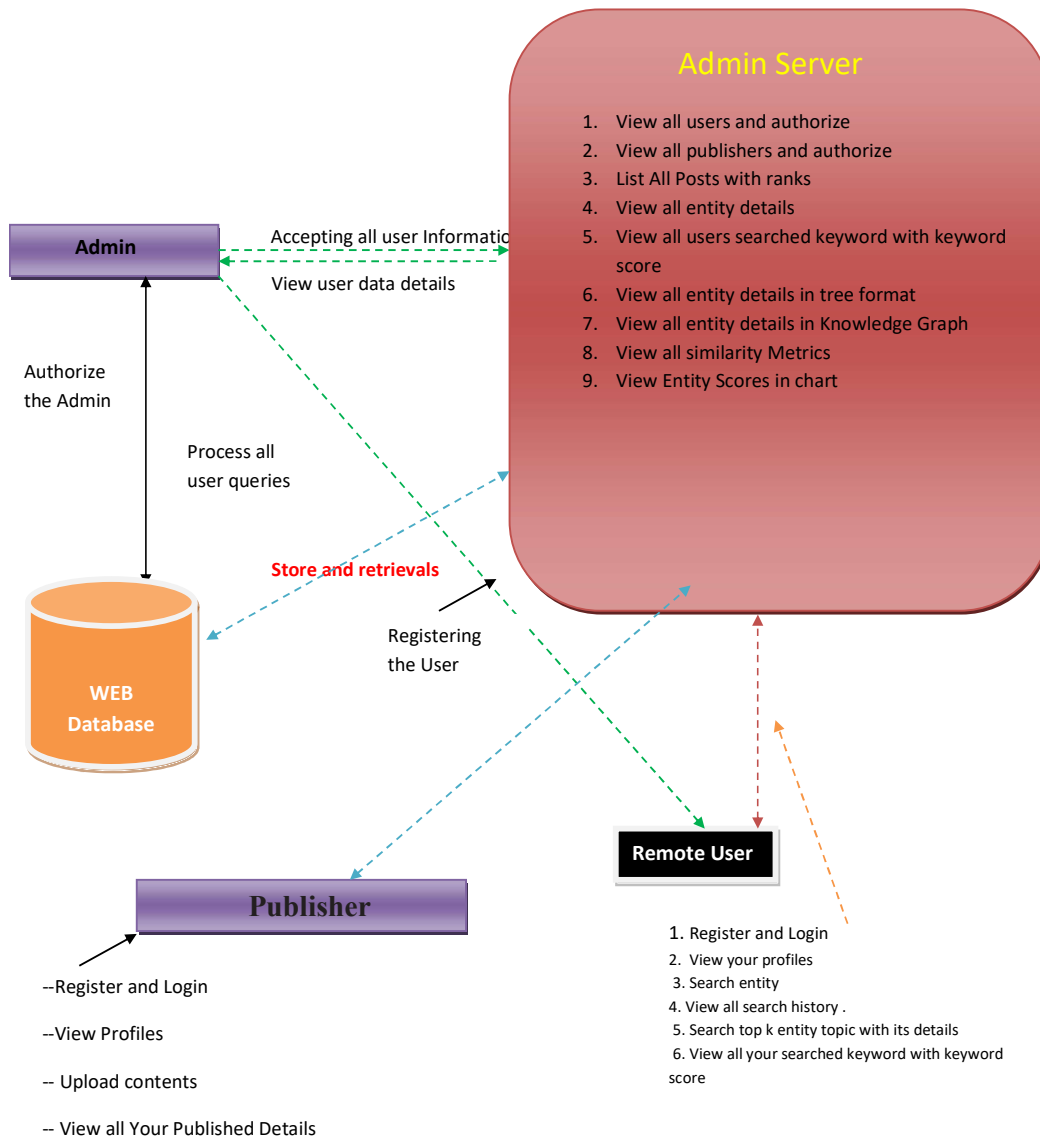 Admin Server
1. View all users and authorize
2. View all publishers and authorize
3. List All Posts with ranks
4. View all entity details
5. View all users searched keyword with keyword
score
6. View all entity details in tree format
7. View all entity details in Knowledge Graph
8. View all similarity Metrics
9. View Entity Scores in chart
Admin
Accepting all user Informatio
View user data details
Authorize
the Admin
Process all
user queries
Store and retrievals
Registering
the User
WEB
Database
Remote User
Publisher
1. Register and Login
2. View your profiles
3. Search entity
4. View all search history .
5. Search top k entity topic with its details
6. View all your searched keyword with keyword
score
--Register and Login
--View Profiles
-- Upload contents
-- View all Your Published Details